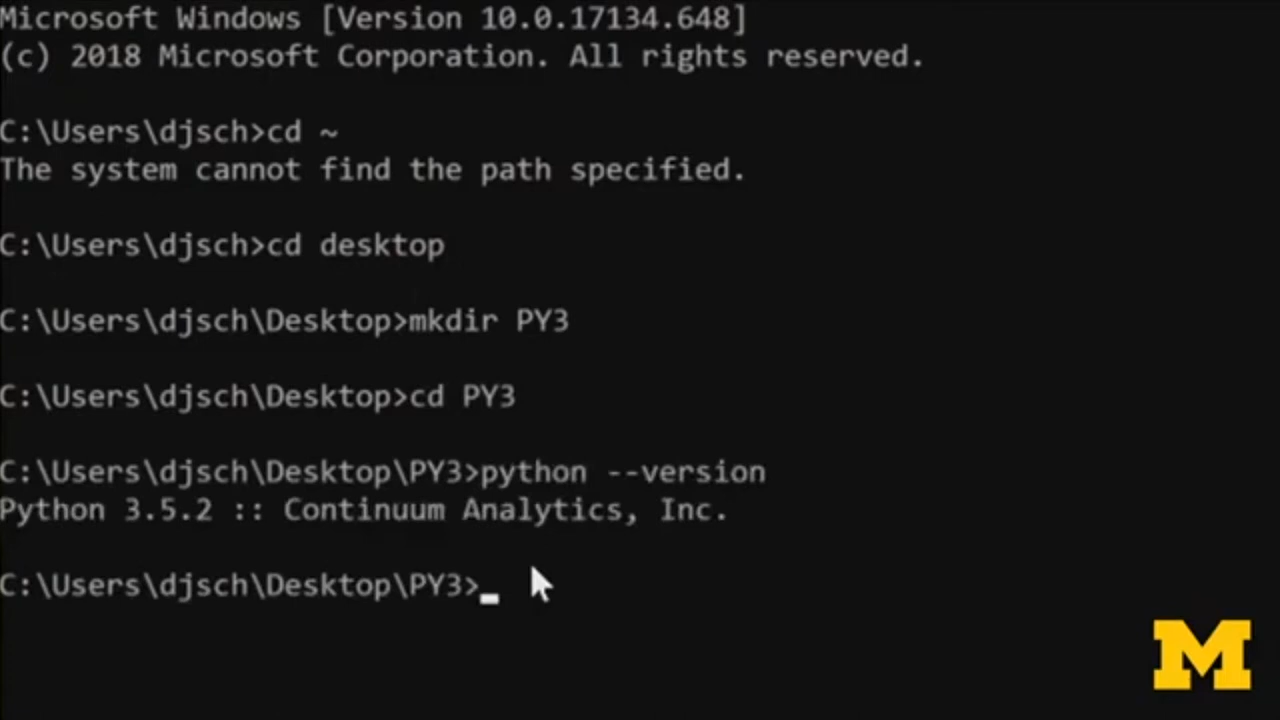 Microsoft Windows [Version 10.0.17134.648]
(c) 2018 Microsoft Corporation. All rights reserved.
C:\Users\djsch>cd ~
The system cannot find the path specified.
C:\Users\djsch>cd desktop
C:\Users\djsch\Desktop>mkdir PY3
C:\Users\djsch\Desktop>cd PY3
C:\Users\djsch\Desktop\PY3>python --version
Python 3.5.2 :: Continuum Analytics, Inc.
C:\Users\djsch\Desktop\PY3>
M